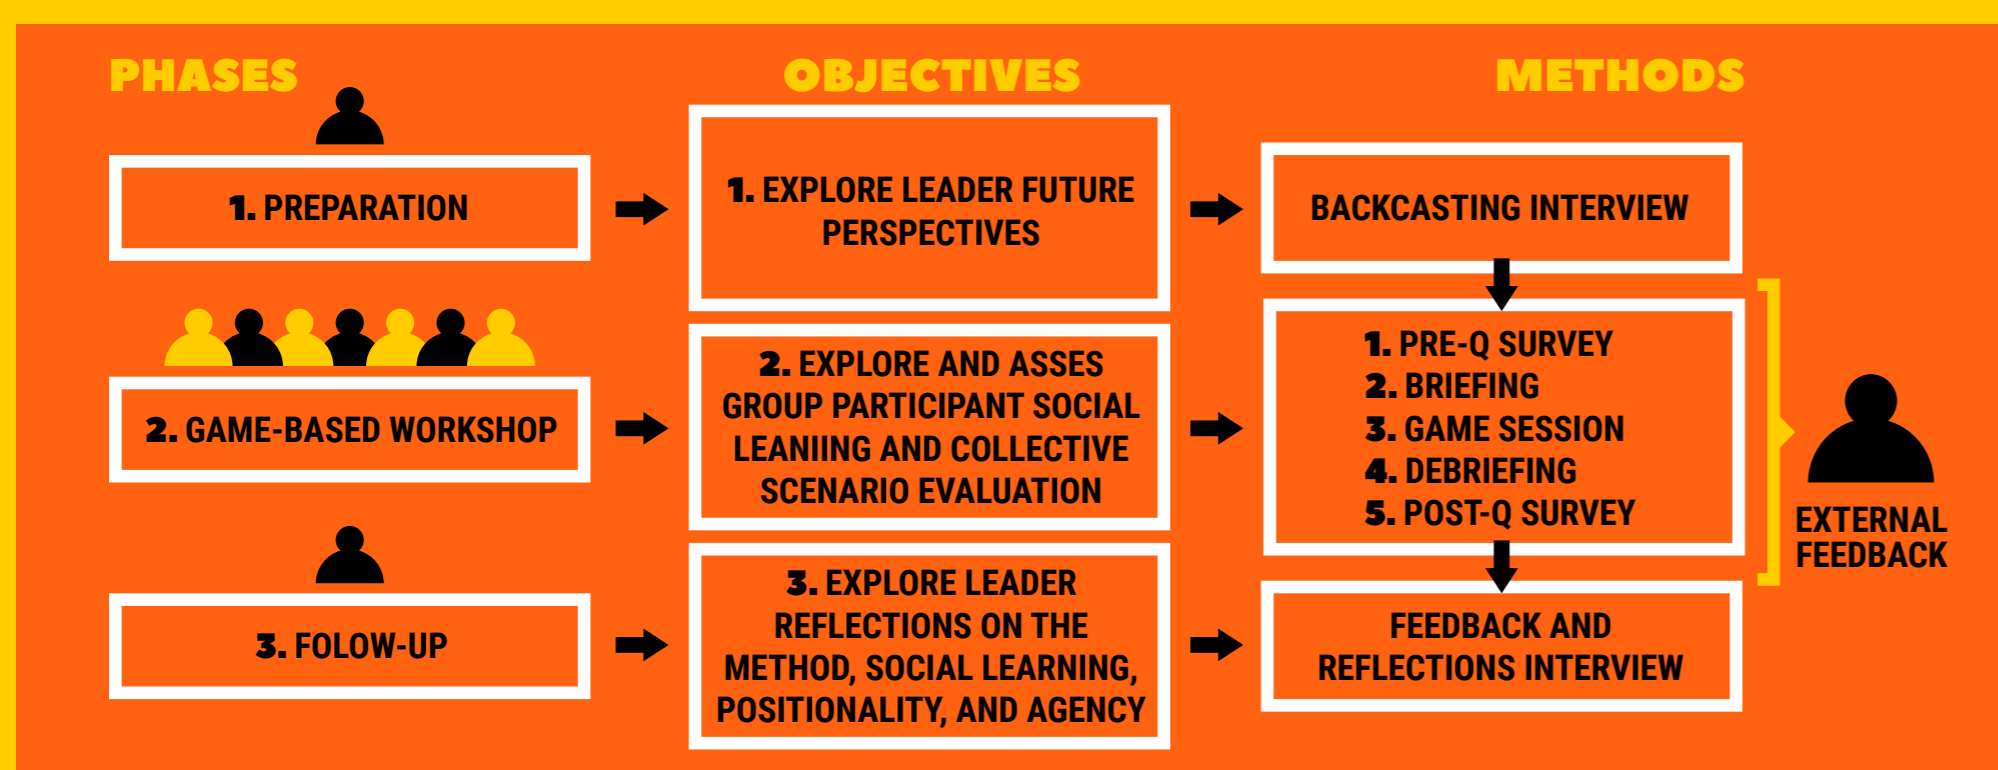 PHASES
OBJECTIVES
METHODS
1. PREPARATION
1. EXPLORE LEADER FUTURE
PERSPECTIVES
BACKCASTING INTERVIEW
2. GAME-BASED WORKSHOP
2. EXPLORE AND ASSES
GROUP PARTICIPANT SOCIAL
LEANIING AND COLLECTIVE
SCENARIO EVALUATION
1. PRE-Q SURVEY
2. BRIEFING
3. GAME SESSION
4. DEBRIEFING
5. POST-Q SURVEY
EXTERNAL
FEEDBACK
3. FOLOW-UP
3. EXPLORE LEADER
REFLECTIONS ON THE
METHOD, SOCIAL LEARNING,
POSITIONALITY, AND AGENCY
FEEDBACK AND
REFLECTIONS INTERVIEW